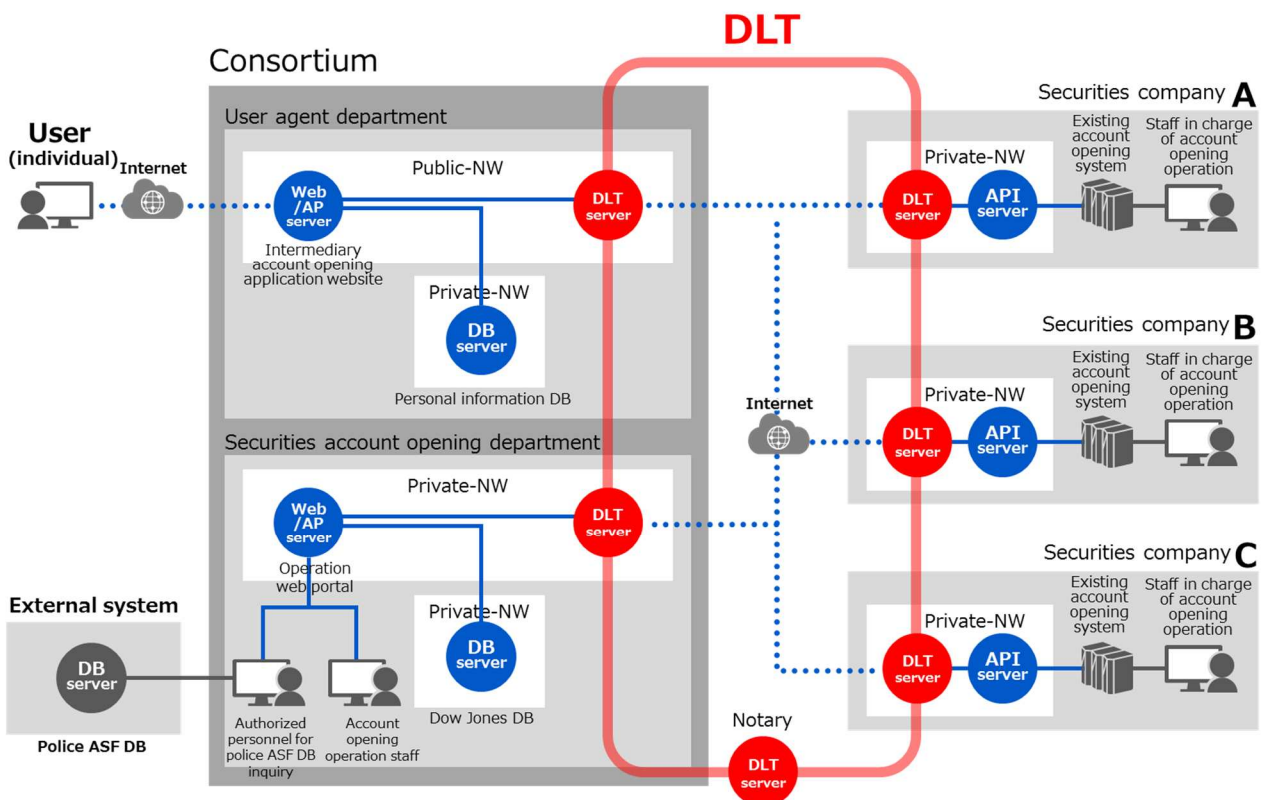 DLT
Consortium
User agent department
User
(individual)
Internet
Public-NW
Web
/AP
server
Intermediary
account opening
application website
DLT
server
Private-NW
DB
server
Personal information DB
Securities account opening department
Private-NW
Web
/AP
server
Operation
web portal
DLT
server
Private-NW
DB
server
Dow Jones DB
External system
DB
server
Police ASF DB
Authorized
personnel for
police ASF DB
inquiry
Account
opening
operation staff
Internet
Notary
DLT
server
Securities company A
Private-NW
DLT
server
API
server
Existing
account
opening
system
Staff in charge
of account
opening
operation
Securities company B
Private-NW
DLT
server
API
server
Existing
account
opening
system
Staff in charge
of account
opening
operation
Securities company C
Private-NW
DLT
server
API
server
Existing
account
opening
system
Staff in charge
of account
opening
operation